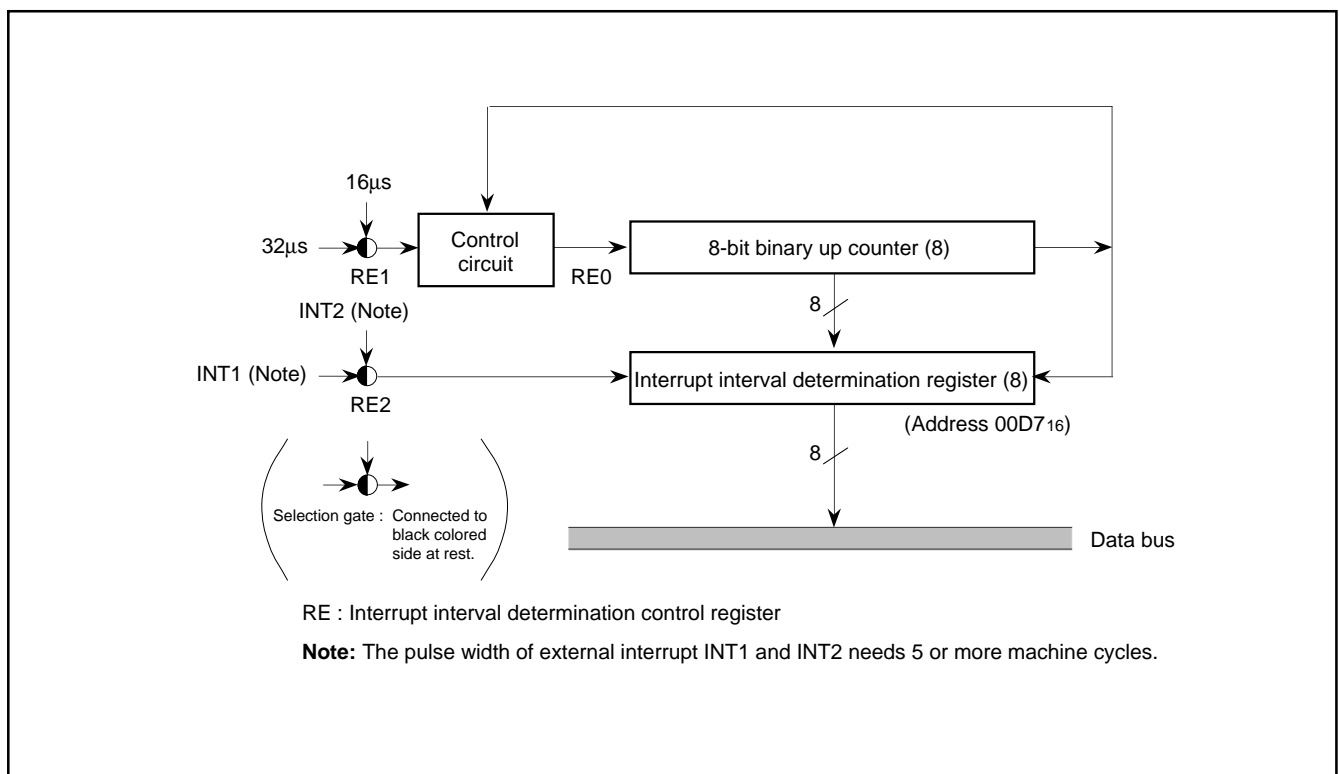 16μs
32μs
RE1
Control
circuit
RE0
8-bit binary up counter (8)
8
INT2 (Note)
INT1 (Note)
RE2
Interrupt interval determination register (8)
(Address 00D716)
8
Selection gate : Connected to
black colored
side at rest.
Data bus
RE : Interrupt interval determination control register
Note: The pulse width of external interrupt INT1 and INT2 needs 5 or more machine cycles.